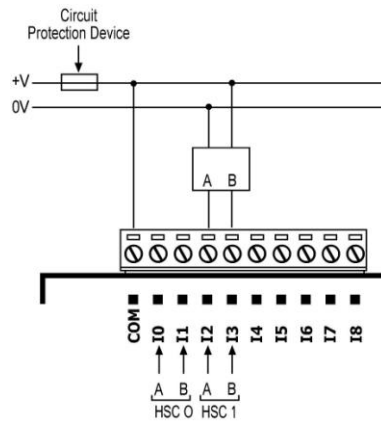 Circuit
Protection Device
+V
0V
A B
COM I0 I1 I2 I3 I4 I5 I6 I7 I8
A B A B
HSC 0 HSC 1